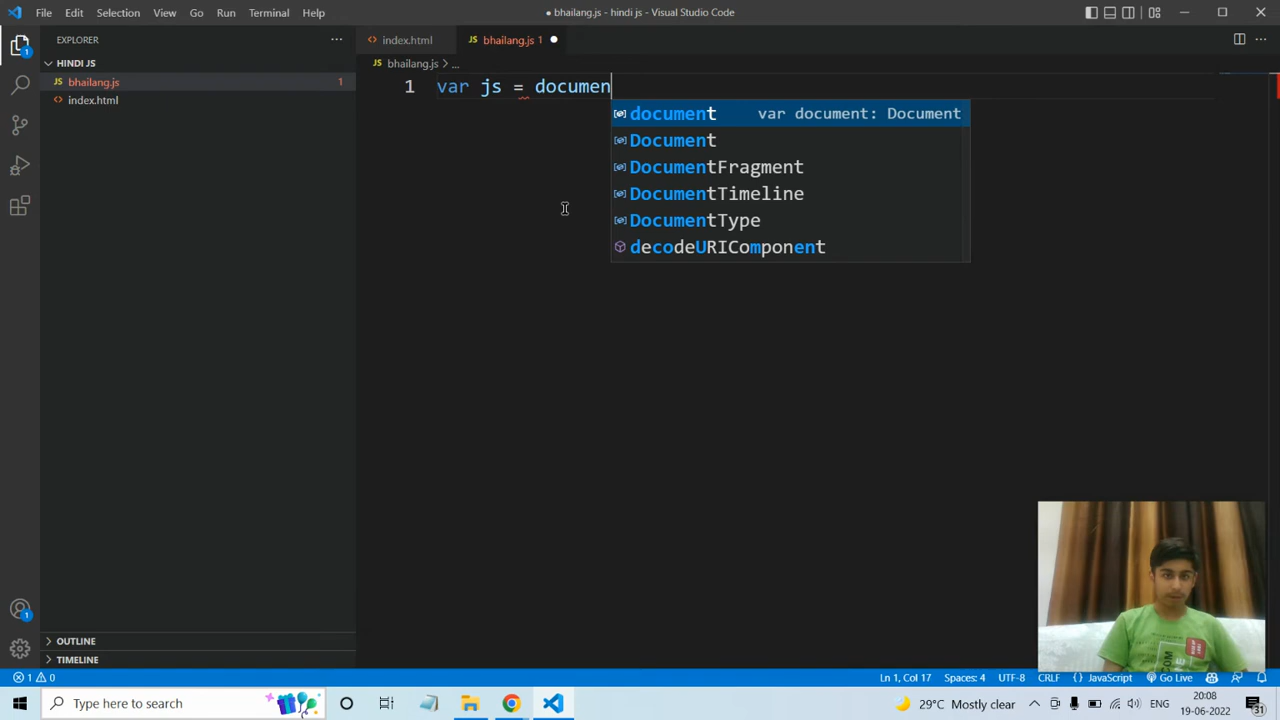 File Edit Selection View Go Run Terminal Help
● bhailang.js - hindi js - Visual Studio Code
EXPLORER
index.html
bhailang.js 1
HINDI JS
bhailang.js > ...
bhailang.js 1
index.html
1 var js = documen
document var document: Document
Document
DocumentFragment
DocumentTimeline
DocumentType
decodeURIComponent
OUTLINE
TIMELINE
1 0
Ln 1, Col 17 Spaces: 4 UTF-8 CRLF {} JavaScript Go Live
Type here to search
29°C Mostly clear
ENG
20:08
19-06-2022
31